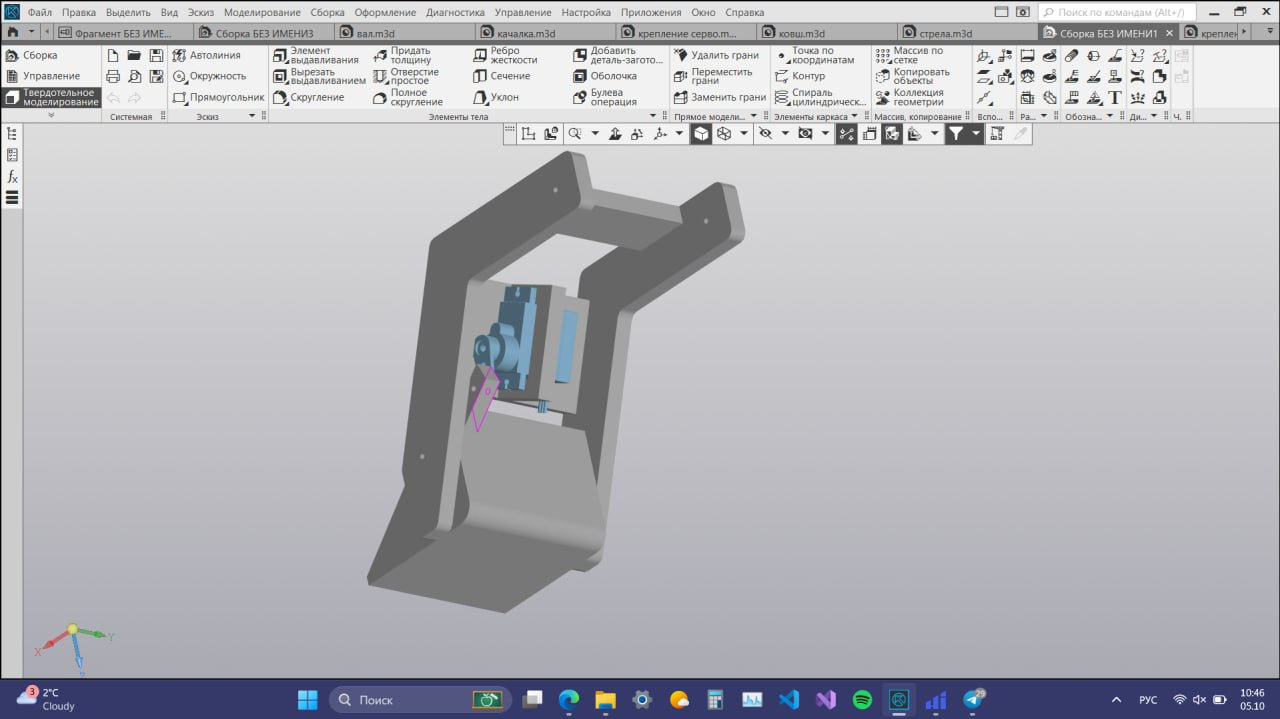 Файл Правка Выделить Вид Эскиз Моделирование Сборка Оформление Диагностика Управление Настройка Приложения Окно Справка
Поиск по командам (Alt+/)
Фрагмент БЕЗ ИМЕ... Сборка БЕЗ ИМЕНИ3 вал.m3d качалка.m3d крепление серво.m... ковш.m3d стрела.m3d Сборка БЕЗ ИМЕНИ1 креплен
Сборка
Управление
Твердотельное
моделирование
Системная
Автолиния
Окружность
Прямоугольник
Эскиз
Элемент
выдавливания
Вырезать
выдавливанием
Скругление
Придать
толщину
Отверстие
простое
Полное
скругление
Ребро
жесткости
Сечение
Уклон
Добавить
деталь-загото...
Оболочка
Булева
операция
Элементы тела
Удалить грани
Переместить
грани
Заменить грани
Прямое модели...
Точка по
координатам
Контур
Спираль
цилиндрическ...
Элементы каркаса
Массив по
сетке
Копировать
объекты
Коллекция
геометрии
Массив, копирование
Вспо...
Ра...
Обозна...
Ди...
Ч.
X
Y
3
2°C
Cloudy
Поиск
29
РУС
10:46
05.10